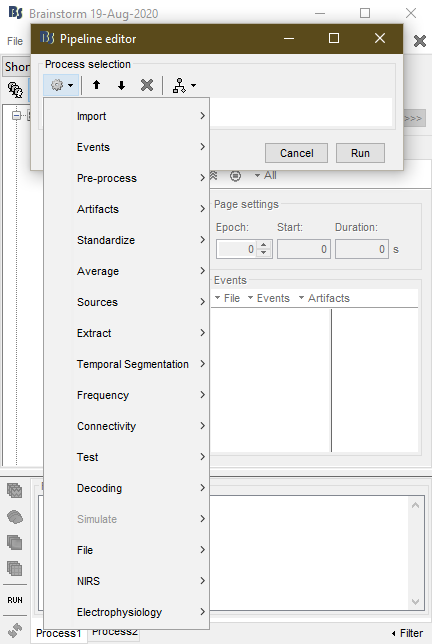 Brainstorm 19-Aug-2020
File
Pipeline editor
Shor
Process selection
>>>
Cancel
Run
All
Import
Events
Pre-process
Artifacts
Standardize
Average
Sources
Extract
Temporal Segmentation
Frequency
Connectivity
Test
Decoding
Simulate
File
NIRS
Electrophysiology
Page settings
Epoch: Start: Duration:
0 0 0 s
Events
File Events Artifacts
RUN
Process1 Process2
Filter